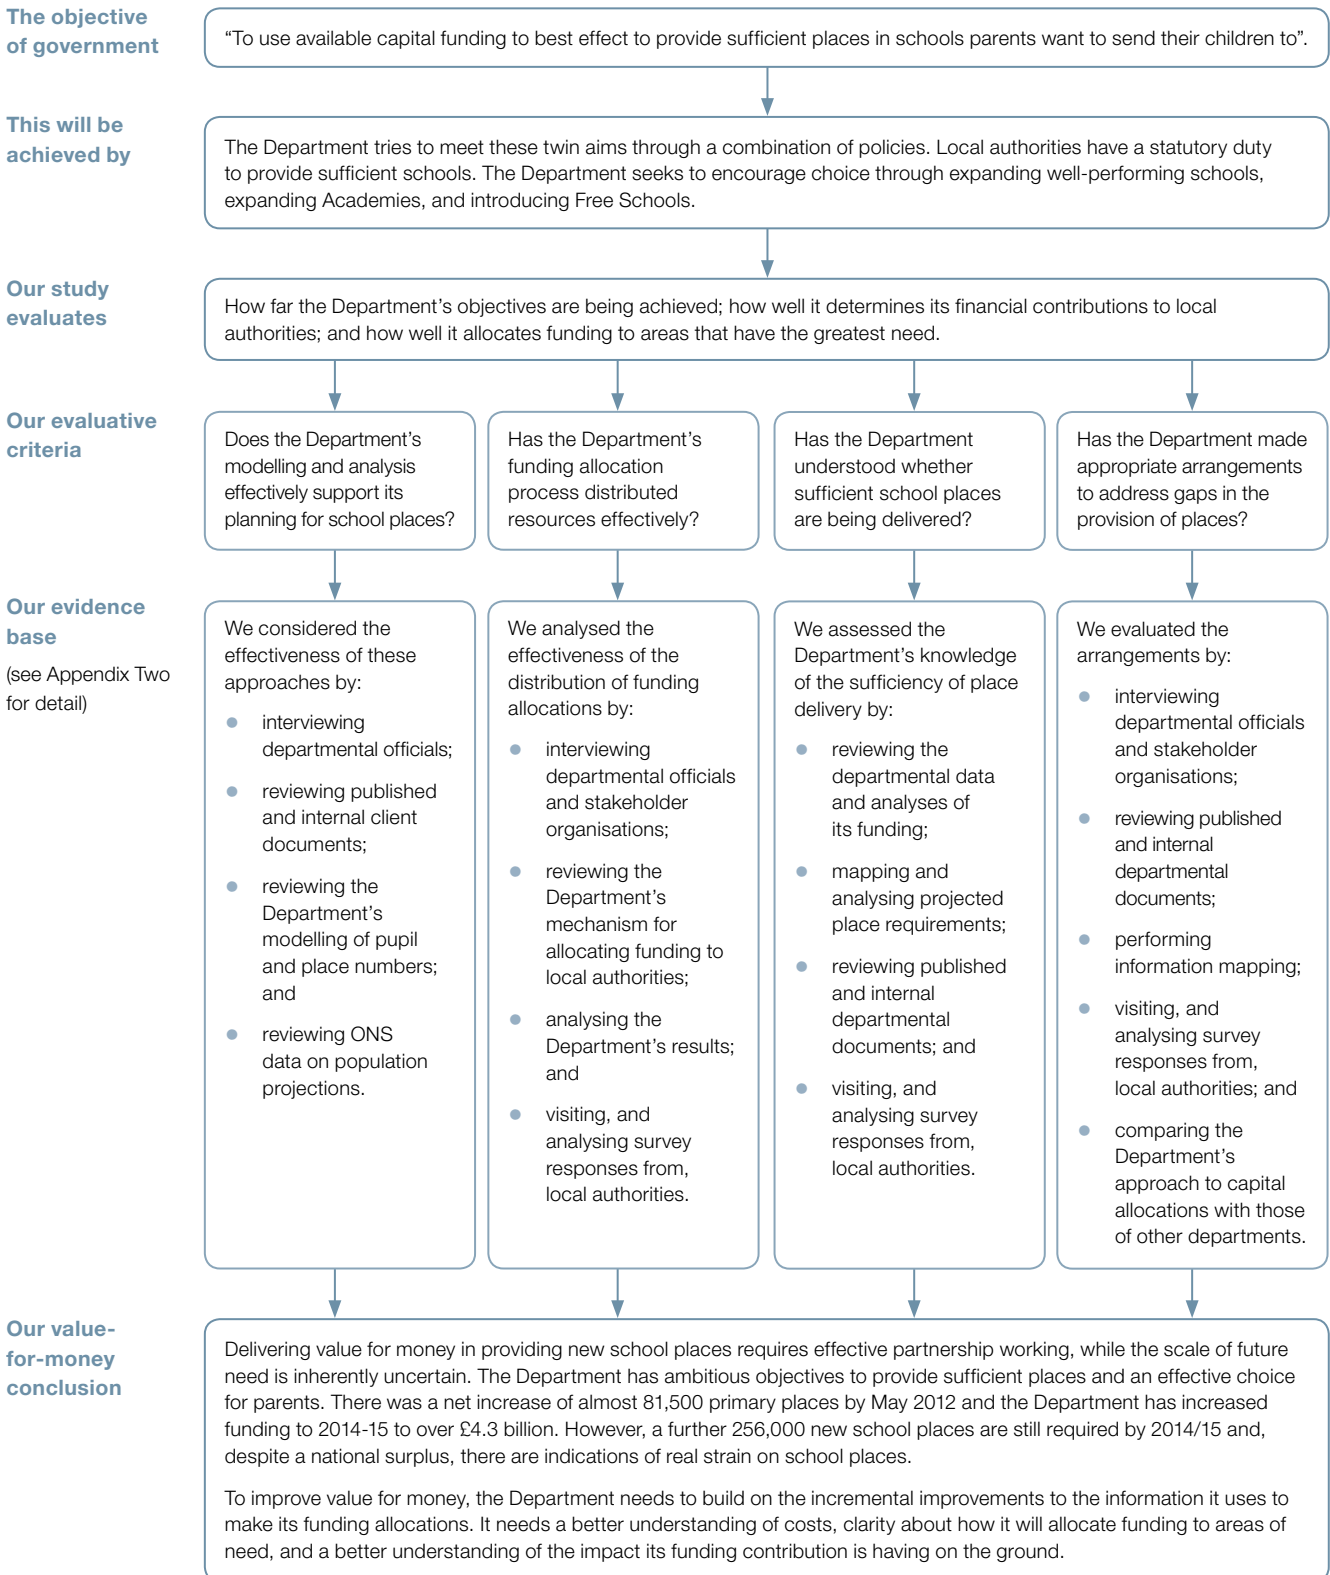 The objective
of government
“To use available capital funding to best effect to provide sufficient places in schools parents want to send their children to”.
This will be
achieved by
The Department tries to meet these twin aims through a combination of policies. Local authorities have a statutory duty
to provide sufficient schools. The Department seeks to encourage choice through expanding well-performing schools,
expanding Academies, and introducing Free Schools.
Our study
evaluates
How far the Department’s objectives are being achieved; how well it determines its financial contributions to local
authorities; and how well it allocates funding to areas that have the greatest need.
Our evaluative
criteria
Does the Department’s
modelling and analysis
effectively support its
planning for school places?
Has the Department’s
funding allocation
process distributed
resources effectively?
Has the Department
understood whether
sufficient school places
are being delivered?
Has the Department made
appropriate arrangements
to address gaps in the
provision of places?
Our evidence
base
(see Appendix Two
for detail)
We considered the
effectiveness of these
approaches by:
• interviewing
departmental officials;
• reviewing published
and internal client
documents;
• reviewing the
Department’s
modelling of pupil
and place numbers;
and
• reviewing ONS
data on population
projections.
We analysed the
effectiveness of the
distribution of funding
allocations by:
• interviewing
departmental officials
and stakeholder
organisations;
• reviewing the
Department’s
mechanism for
allocating funding to
local authorities;
• analysing the
Department’s results;
and
• visiting, and
analysing survey
responses from,
local authorities.
We assessed the
Department’s knowledge
of the sufficiency of place
delivery by:
• reviewing the
departmental data
and analyses of
its funding;
• mapping and
analysing projected
place requirements;
• reviewing published
and internal
departmental
documents; and
• visiting, and
analysing survey
responses from,
local authorities.
We evaluated the
arrangements by:
• interviewing
departmental officials
and stakeholder
organisations;
• reviewing published
and internal
departmental
documents;
• performing
information mapping;
• visiting, and
analysing survey
responses from,
local authorities; and
• comparing the
Department’s
approach to capital
allocations with those
of other departments.
Our value-
for-money
conclusion
Delivering value for money in providing new school places requires effective partnership working, while the scale of future
need is inherently uncertain. The Department has ambitious objectives to provide sufficient places and an effective choice
for parents. There was a net increase of almost 81,500 primary places by May 2012 and the Department has increased
funding to 2014-15 to over £4.3 billion. However, a further 256,000 new school places are still required by 2014/15 and,
despite a national surplus, there are indications of real strain on school places.
To improve value for money, the Department needs to build on the incremental improvements to the information it uses to
make its funding allocations. It needs a better understanding of costs, clarity about how it will allocate funding to areas of
need, and a better understanding of the impact its funding contribution is having on the ground.